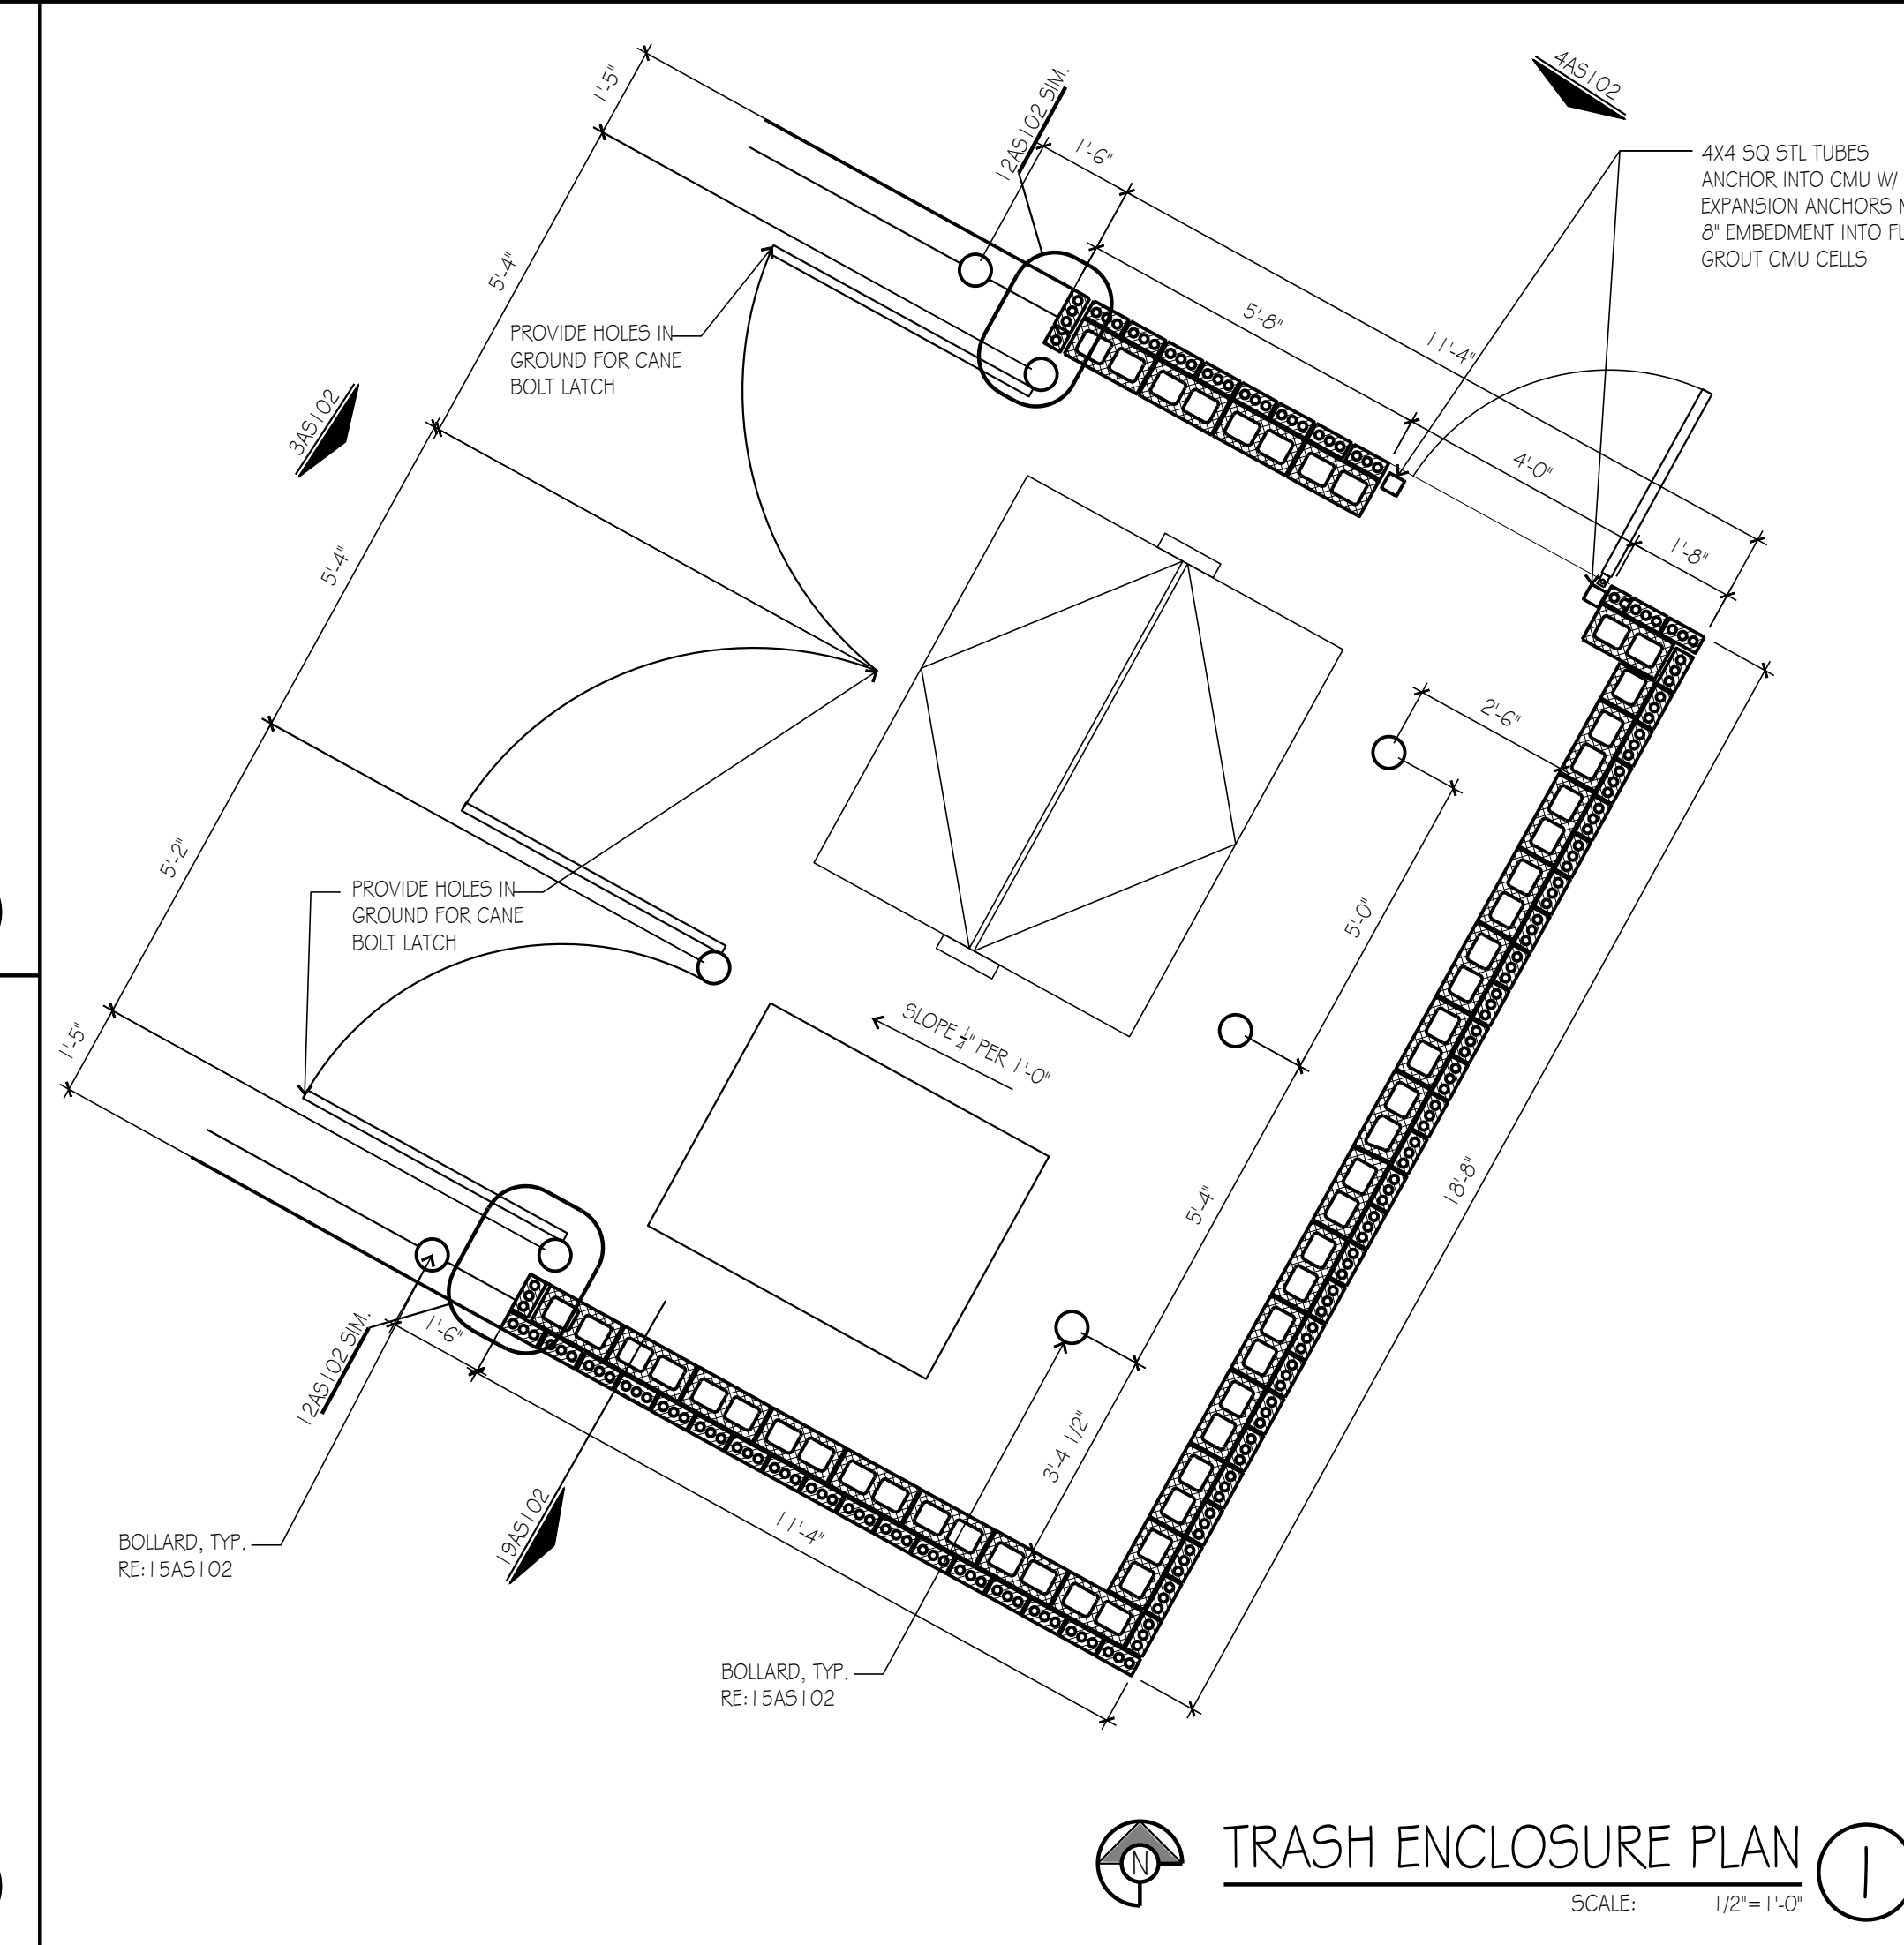 1'-5"
12AS102 SIM.
1'-6"
4AS102
4X4 SQ STL TUBES
ANCHOR INTO CMU W/
EXPANSION ANCHORS
8" EMBEDMENT INTO
GROUT CMU CELLS
5'-4"
5'-8"
11'-4"
PROVIDE HOLES IN
GROUND FOR CANE
BOLT LATCH
3AS102
4'-0"
1'-8"
5'-4"
2'-6"
5'-2"
PROVIDE HOLES IN
GROUND FOR CANE
BOLT LATCH
5'-0"
SLOPE 1/4" PER 1'-0"
1'-5"
18'-8"
5'-4"
12AS102 SIM.
1'-6"
3'-4 1/2"
19AS102
11'-4"
BOLLARD, TYP.
RE:15AS102
BOLLARD, TYP.
RE:15AS102
N
TRASH ENCLOSURE PLAN
1
SCALE: 1/2"=1'-0"